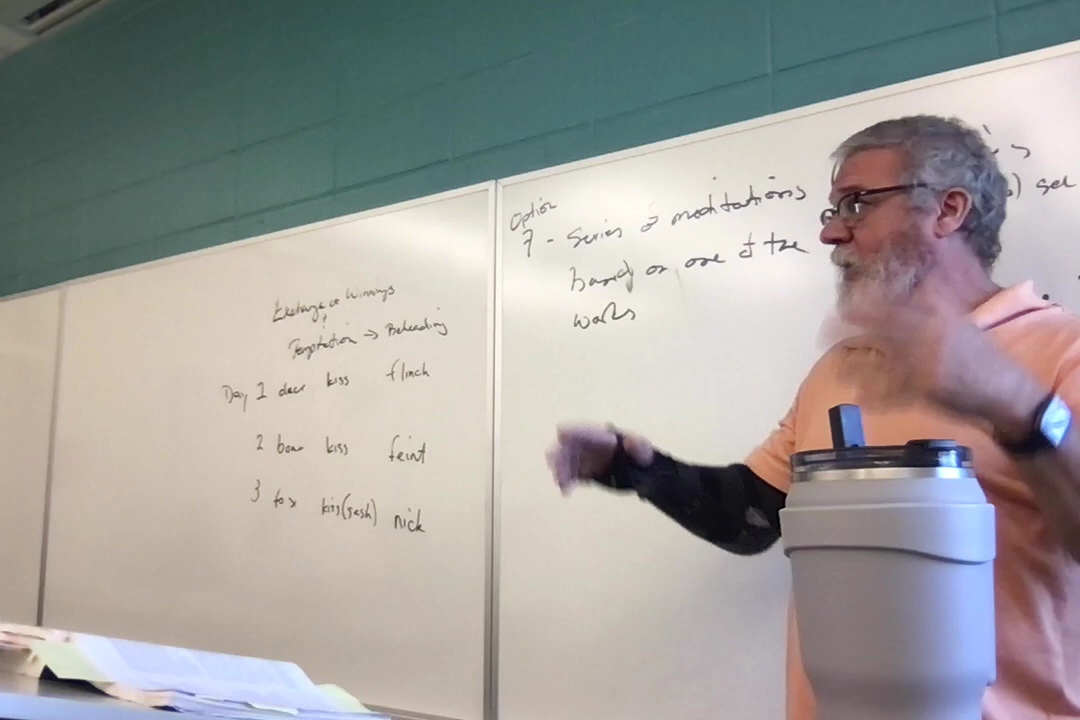 Exchange of Winnings
Temptation → Beheading
Day 1 deer kiss flinch
2 boar kiss feint
3 fox kiss(sash) nick
Option
7 - Series of meditations
based on one of the
works